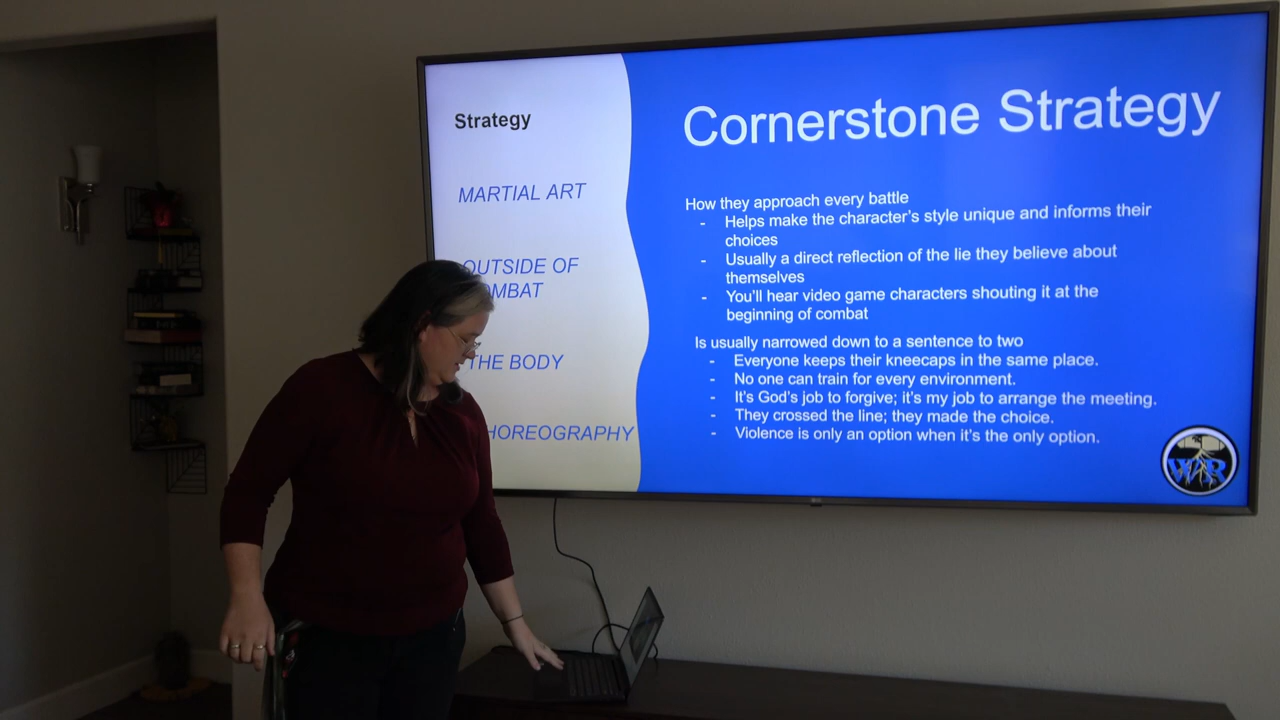 Strategy
MARTIAL ART
OUTSIDE OF
OMBAT
THE BODY
HOREOGRAPHY
Cornerstone Strategy
How they approach every battle
- Helps make the character's style unique and informs their
choices
- Usually a direct reflection of the lie they believe about
themselves
- You'll hear video game characters shouting it at the
beginning of combat
Is usually narrowed down to a sentence to two
- Everyone keeps their kneecaps in the same place.
- No one can train for every environment.
- It's God's job to forgive; it's my job to arrange the meeting.
- They crossed the line; they made the choice.
- Violence is only an option when it's the only option.
WR